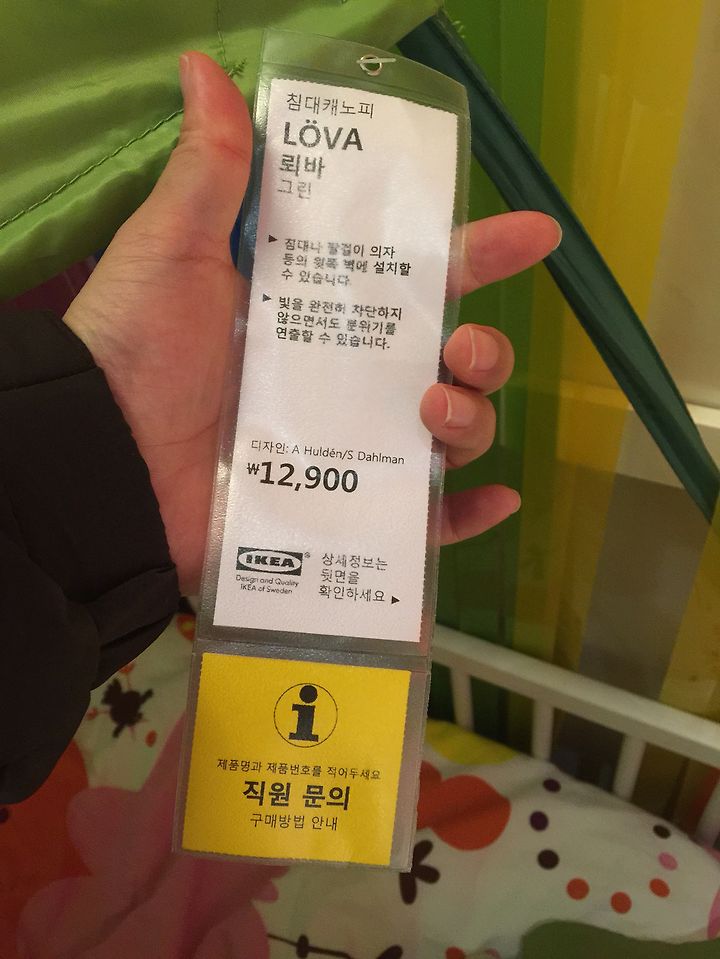 침대캐노피
LÖVA
뢰바
그린
▶ 침대나 팔걸이 의자
등의 윗쪽 벽에 설치할
수 있습니다.
▶ 빛을 완전히 차단하지
않으면서도 분위기를
연출할 수 있습니다.
디자인: A Huldén/S Dahlman
₩12,900
IKEA®
Design and Quality
IKEA of Sweden
상세정보는
뒷면을
확인하세요 ▶
i
제품명과 제품번호를 적어두세요
직원 문의
구매방법 안내